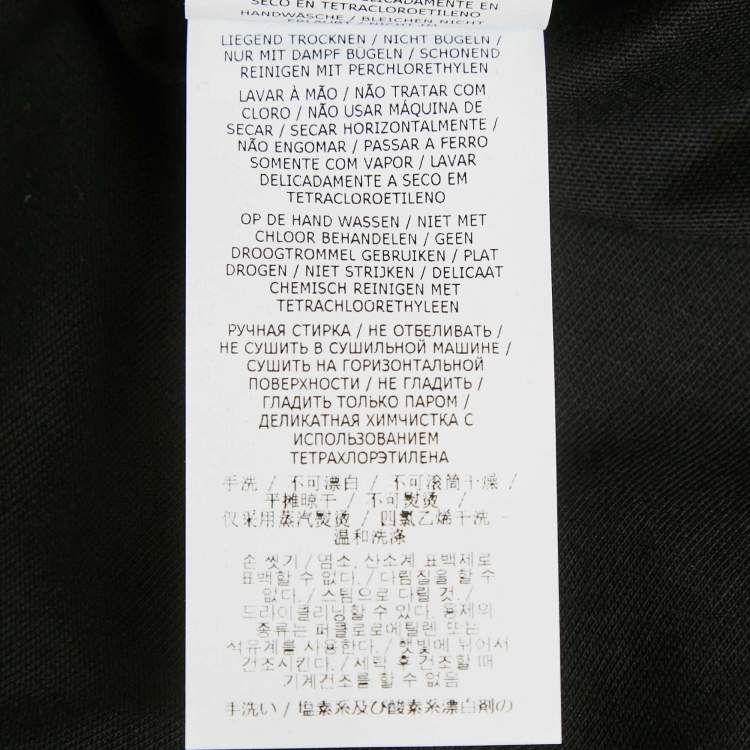 DELICADAMENTE EN
SECO EN TETRACLOROETILENO
HANDWÄSCHE / BLEICHEN NICHT
LIEGEND TROCKNEN / NICHT BÜGELN /
NUR MIT DAMPF BÜGELN / SCHONEND
REINIGEN MIT PERCHLORETHYLEN
LAVAR À MÃO / NÃO TRATAR COM
CLORO / NÃO USAR MÁQUINA DE
SECAR / SECAR HORIZONTALMENTE /
NÃO ENGOMAR / PASSAR A FERRO
SOMENTE COM VAPOR / LAVAR
DELICADAMENTE A SECO EM
TETRACLOROETILENO
OP DE HAND WASSEN / NIET MET
CHLOOR BEHANDELEN / GEEN
DROOGTROMMEL GEBRUIKEN / PLAT
DROGEN / NIET STRIJKEN / DELICAAT
CHEMISCH REINIGEN MET
TETRACHLOORETHYLEEN
РУЧНАЯ СТИРКА / НЕ ОТБЕЛИВАТЬ /
НЕ СУШИТЬ В СУШИЛЬНОЙ МАШИНЕ /
СУШИТЬ НА ГОРИЗОНТАЛЬНОЙ
ПОВЕРХНОСТИ / НЕ ГЛАДИТЬ /
ГЛАДИТЬ ТОЛЬКО ПАРОМ /
ДЕЛИКАТНАЯ ХИМЧИСТКА С
ИСПОЛЬЗОВАНИЕМ
ТЕТРАХЛОРЭТИЛЕНА
手洗 / 不可漂白 / 不可滚筒干燥 /
平摊晾干 / 不可熨烫 /
仅采用蒸汽熨烫 / 四氯乙烯干洗 -
温和洗涤
손 씻기 / 염소, 산소계 표백제로
표백할 수 없다. / 다림질을 할 수
없다. / 스팀으로 다릴 것. /
드라이클리닝할 수 있다. 용제의
종류는 퍼클로로에틸렌 또는
석유계를 사용한다. / 햇빛에 뉘어서
건조시킨다. / 세탁 후 건조할 때
기계건조를 할 수 없음
手洗い / 塩素系及び酸素系漂白剤の